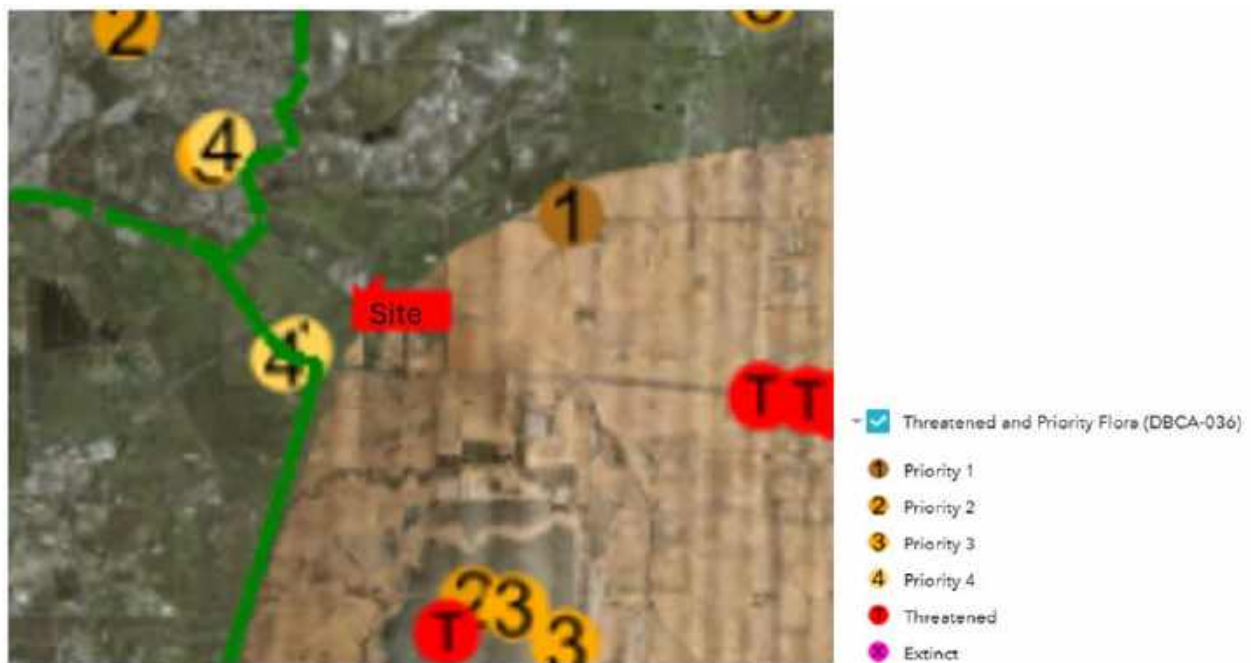 2
3
4
1
Site
4
T T
2 3
T
3
Threatened and Priority Flora (DBCA-036)
1 Priority 1
2 Priority 2
3 Priority 3
4 Priority 4
T Threatened
X Extinct